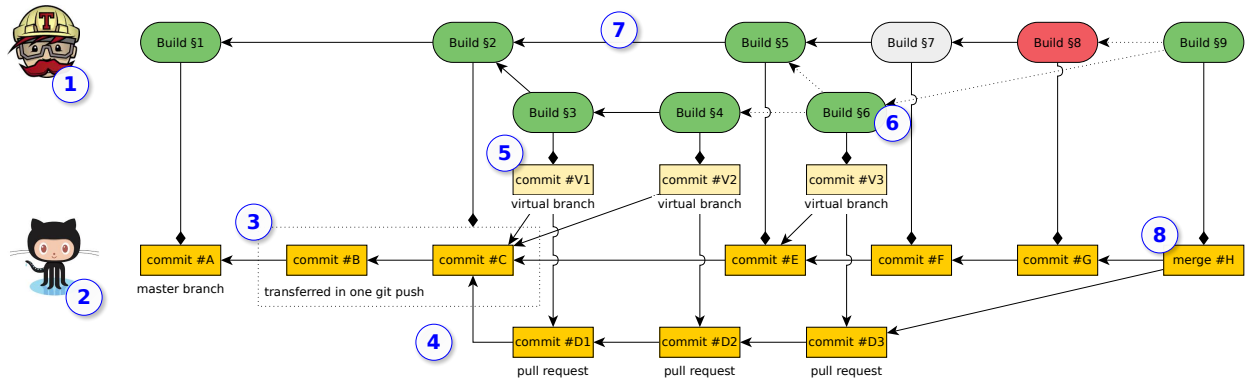 T
7
Build §1
Build §2
Build §5
Build §7
Build §8
Build §9
1
Build §3
Build §4
Build §6
6
5
commit #V1
commit #V2
commit #V3
virtual branch
virtual branch
virtual branch
3
8
commit #A
commit #B
commit #C
commit #E
commit #F
commit #G
merge #H
master branch
transferred in one git push
2
4
commit #D1
commit #D2
commit #D3
pull request
pull request
pull request